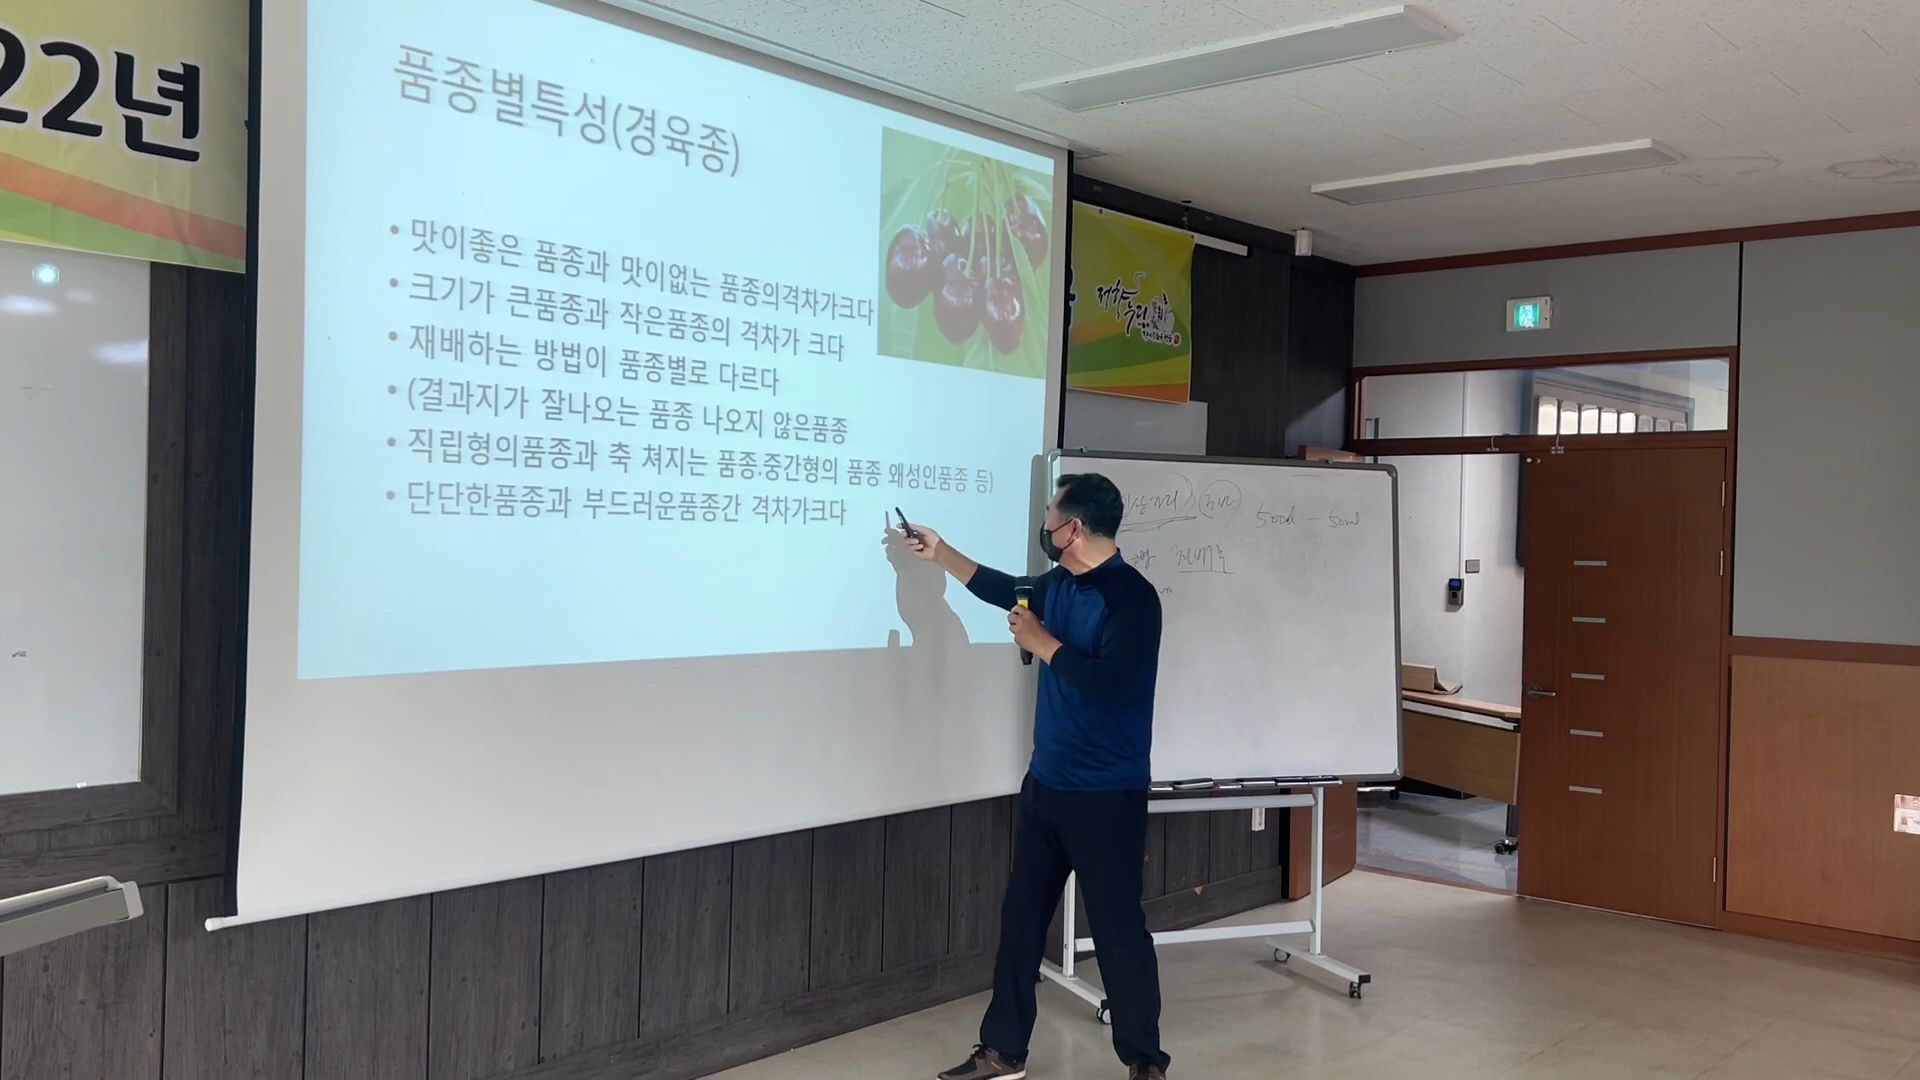 22년
품종별특성(경육종)
• 맛이좋은 품종과 맛이없는 품종의격차가크다
• 크기가 큰품종과 작은품종의 격차가 크다
• 재배하는 방법이 품종별로 다르다
• (결과지가 잘나오는 품종 나오지 않은품종
• 직립형의품종과 축 쳐지는 품종.중간형의 품종 왜성인품종 등)
• 단단한품종과 부드러운품종간 격차가크다
500 — 50ml